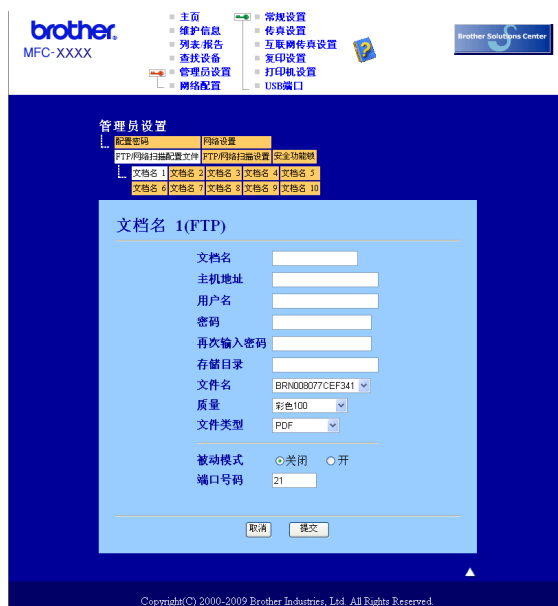 brother®
MFC-XXXX
主页
维护信息
列表/报告
查找设备
管理员设置
网络配置
常规设置
传真设置
互联网传真设置
复印设置
打印机设置
USB端口
Brother Solutions Center
管理员设置
配置密码 网络设置
FTP/网络扫描配置文件 FTP/网络扫描设置 安全功能锁
文档名 1 文档名 2 文档名 3 文档名 4 文档名 5
文档名 6 文档名 7 文档名 8 文档名 9 文档名 10
文档名 1(FTP)
文档名
主机地址
用户名
密码
再次输入密码
存储目录
文件名 BRN008077CEF341
质量 彩色100
文件类型 PDF
被动模式 关闭 开
端口号码 21
取消 提交
Copyright(C) 2000-2009 Brother Industries, Ltd. All Rights Reserved.